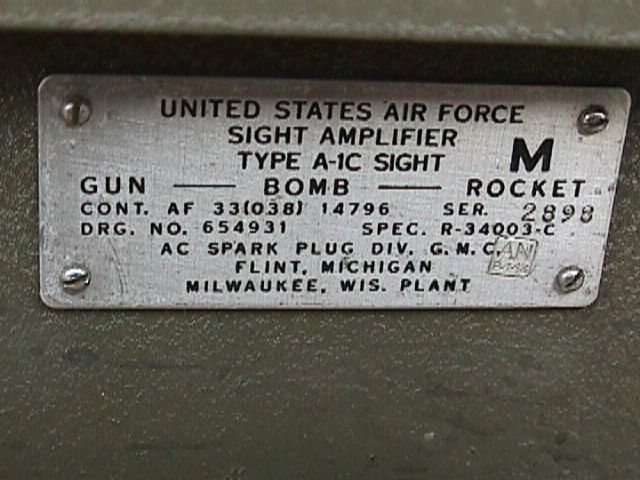 UNITED STATES AIR FORCE
SIGHT AMPLIFIER
TYPE A-1C SIGHT M
GUN — BOMB — ROCKET
CONT. AF 33(038) 14796 SER. 2898
DRG. NO. 654931 SPEC. R-34003-C
AC SPARK PLUG DIV. G.M.C.
AN
FLINT, MICHIGAN
MILWAUKEE, WIS. PLANT